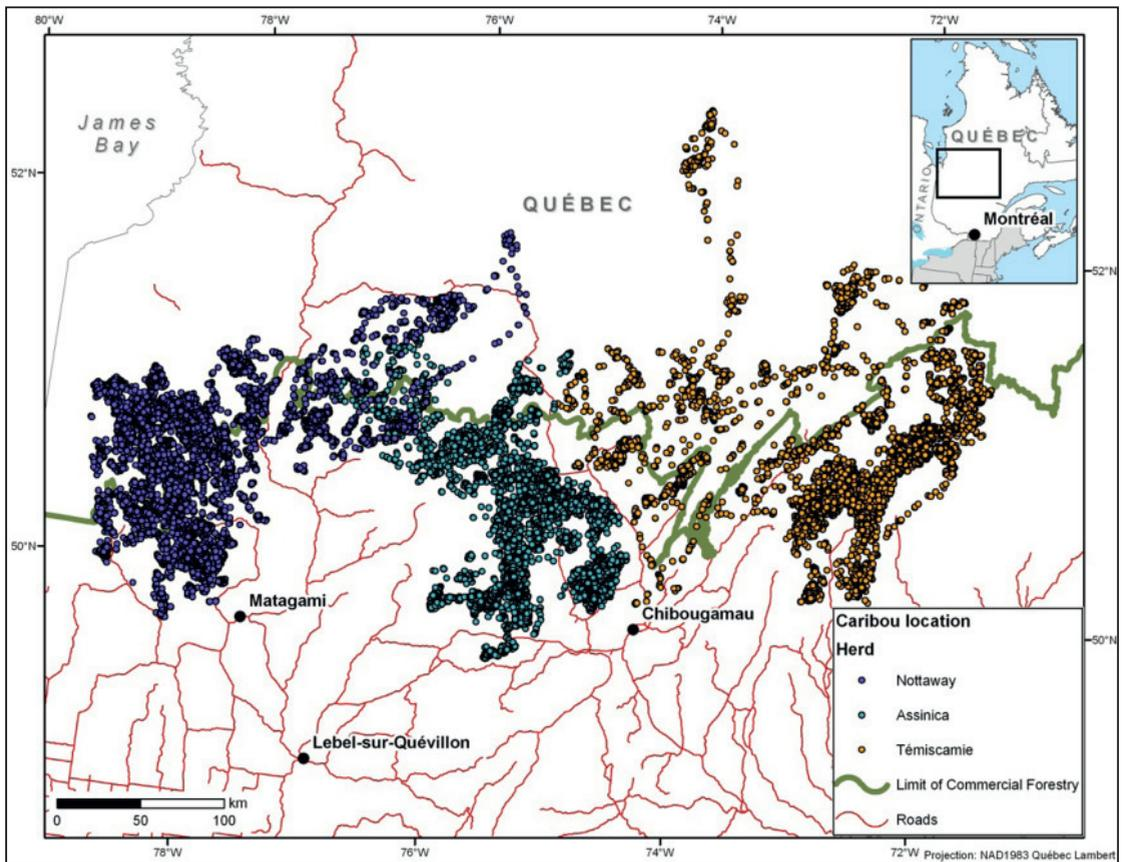 80°W
78°W
76°W
74°W
72°W
James
Bay
QUÉBEC
ONTARIO
Montréal
52°N
QUÉBEC
52°N
50°N
Matagami
Chibougamau
50°N
Lebel-sur-Quévillon
Caribou location
Herd
Nottaway
Assinica
Témiscamie
Limit of Commercial Forestry
Roads
km
0 50 100
78°W
76°W
74°W
72°W
Projection: NAD1983 Québec Lambert